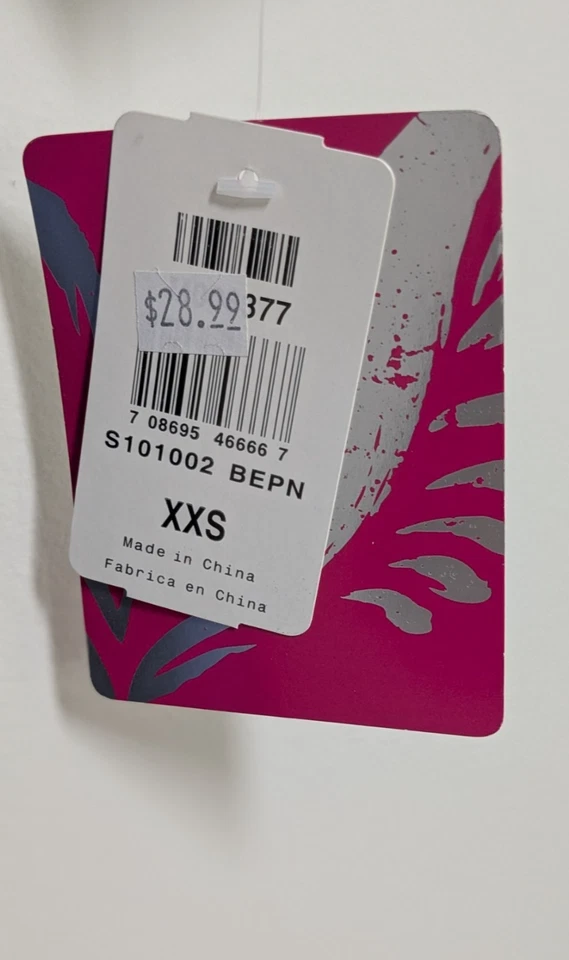 $28.99
377
7 08695 46666 7
S101002 BEPN
XXS
Made in China
Fabrica en China